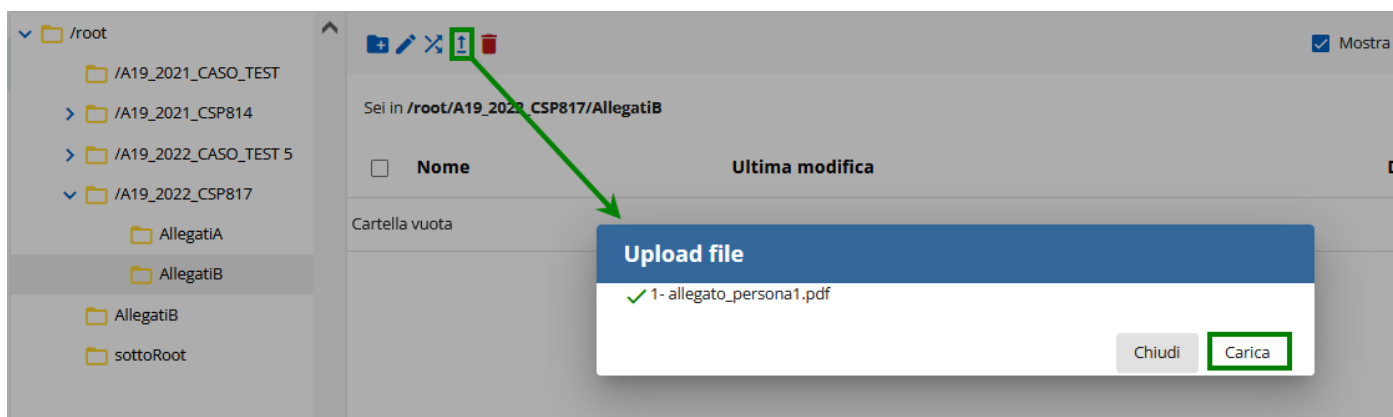 /root
/A19_2021_CASO_TEST
/A19_2021_CSP814
/A19_2022_CASO_TEST 5
/A19_2022_CSP817
AllegatiA
AllegatiB
AllegatiB
sottoRoot
Mostra
Sei in /root/A19_2022_CSP817/AllegatiB
Nome Ultima modifica
Cartella vuota
Upload file
1- allegato_persona1.pdf
Chiudi Carica